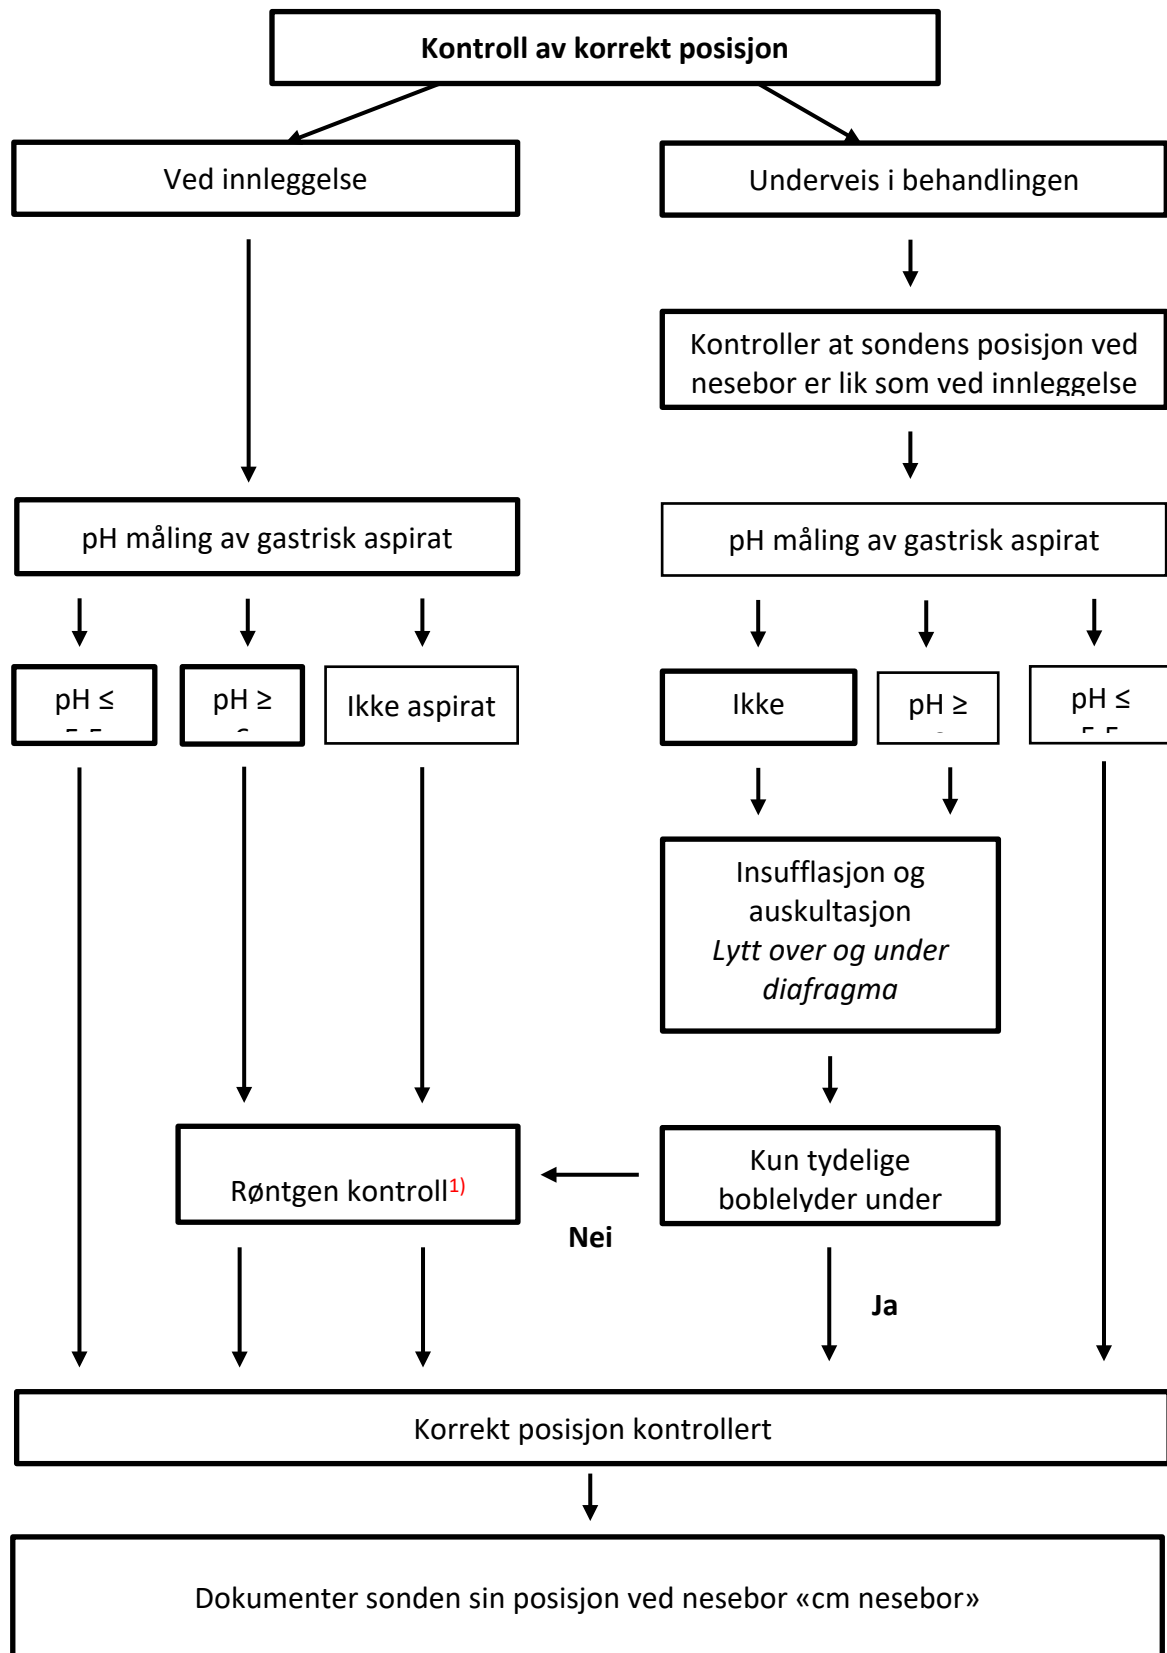 Kontroll av korrekt posisjon
Ved innleggelse
Underveis i behandlingen
Kontroller at sondens posisjon ved
nesebor er lik som ved innleggelse
pH måling av gastrisk aspirat
pH måling av gastrisk aspirat
pH ≤
pH ≥
Ikke aspirat
Ikke
pH ≥
pH ≤
Insufflasjon og
auskultasjon
Lytt over og under
diafragma
Røntgen kontroll1)
Kun tydelige
boblelyder under
Nei
Ja
Korrekt posisjon kontrollert
Dokumenter sonden sin posisjon ved nesebor «cm nesebor»